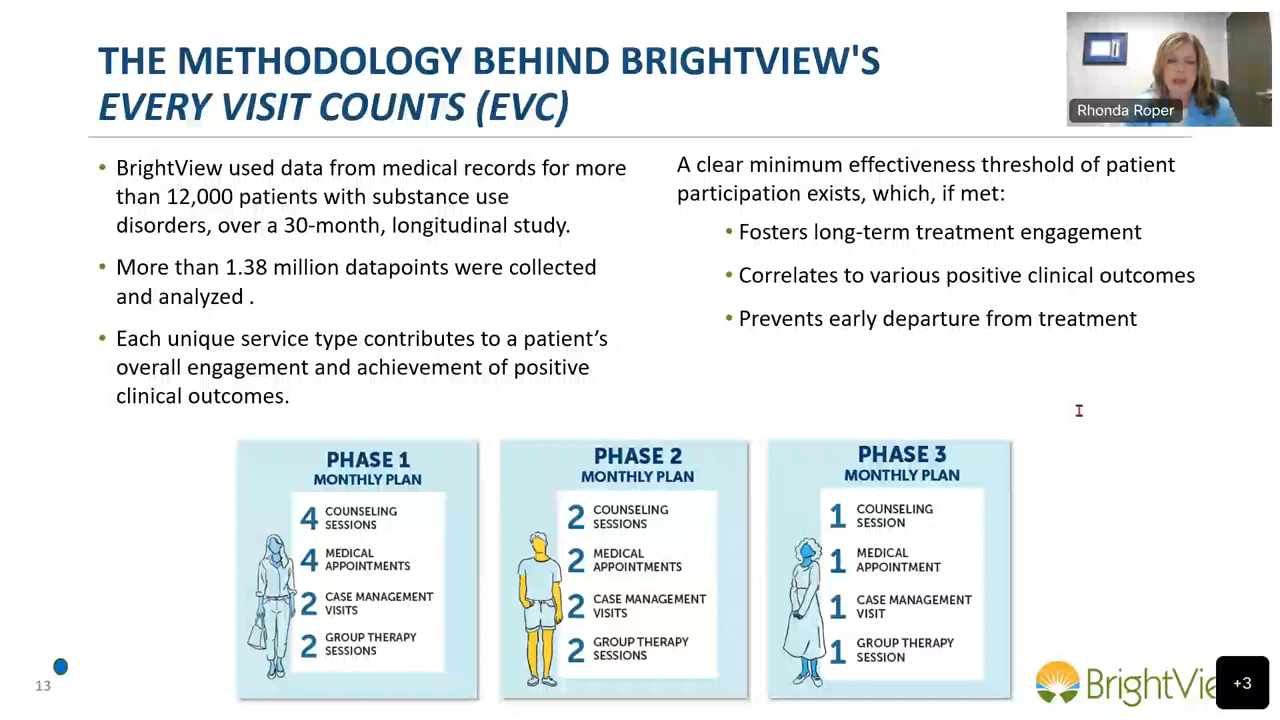 THE METHODOLOGY BEHIND BRIGHTVIEW'S
EVERY VISIT COUNTS (EVC)
Rhonda Roper
• BrightView used data from medical records for more
than 12,000 patients with substance use
disorders, over a 30-month, longitudinal study.
• More than 1.38 million datapoints were collected
and analyzed .
• Each unique service type contributes to a patient’s
overall engagement and achievement of positive
clinical outcomes.
A clear minimum effectiveness threshold of patient
participation exists, which, if met:
• Fosters long-term treatment engagement
• Correlates to various positive clinical outcomes
• Prevents early departure from treatment
PHASE 1
MONTHLY PLAN
4 COUNSELING
SESSIONS
4 MEDICAL
APPOINTMENTS
2 CASE MANAGEMENT
VISITS
2 GROUP THERAPY
SESSIONS
PHASE 2
MONTHLY PLAN
2 COUNSELING
SESSIONS
2 MEDICAL
APPOINTMENTS
2 CASE MANAGEMENT
VISITS
2 GROUP THERAPY
SESSIONS
PHASE 3
MONTHLY PLAN
1 COUNSELING
SESSION
1 MEDICAL
APPOINTMENT
1 CASE MANAGEMENT
VISIT
1 GROUP THERAPY
SESSION
13
BrightVie
+3